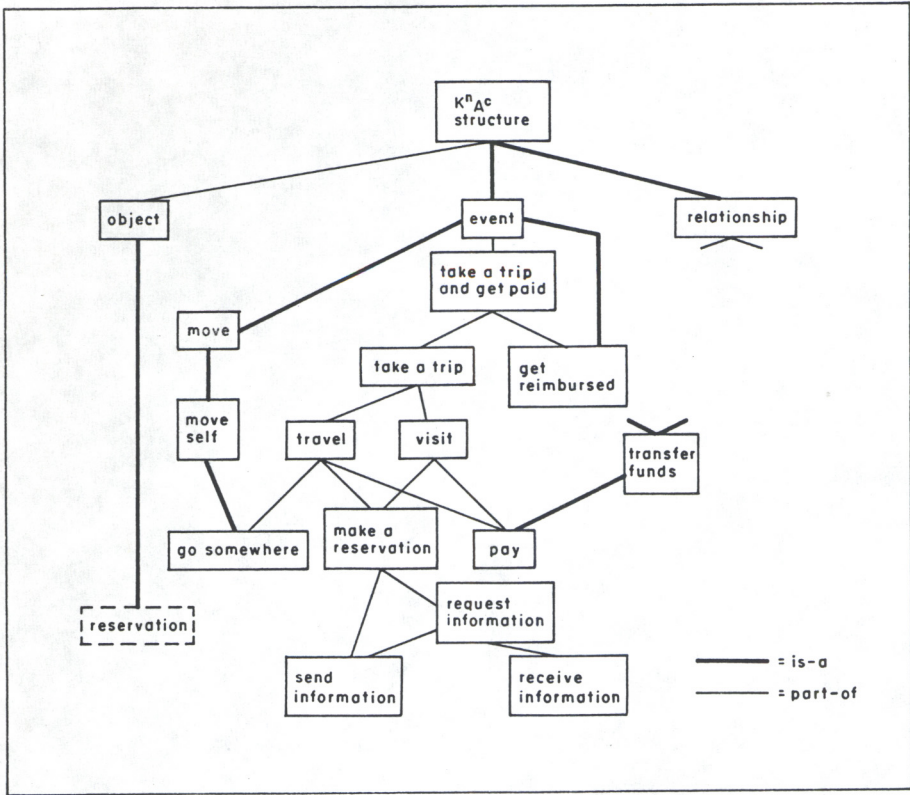 KⁿAᶜ
structure
object
event
relationship
take a trip
and get paid
move
take a trip
get
reimbursed
move
self
travel
visit
transfer
funds
go somewhere
make a
reservation
pay
reservation
request
information
send
information
receive
information
= is-a
= part-of